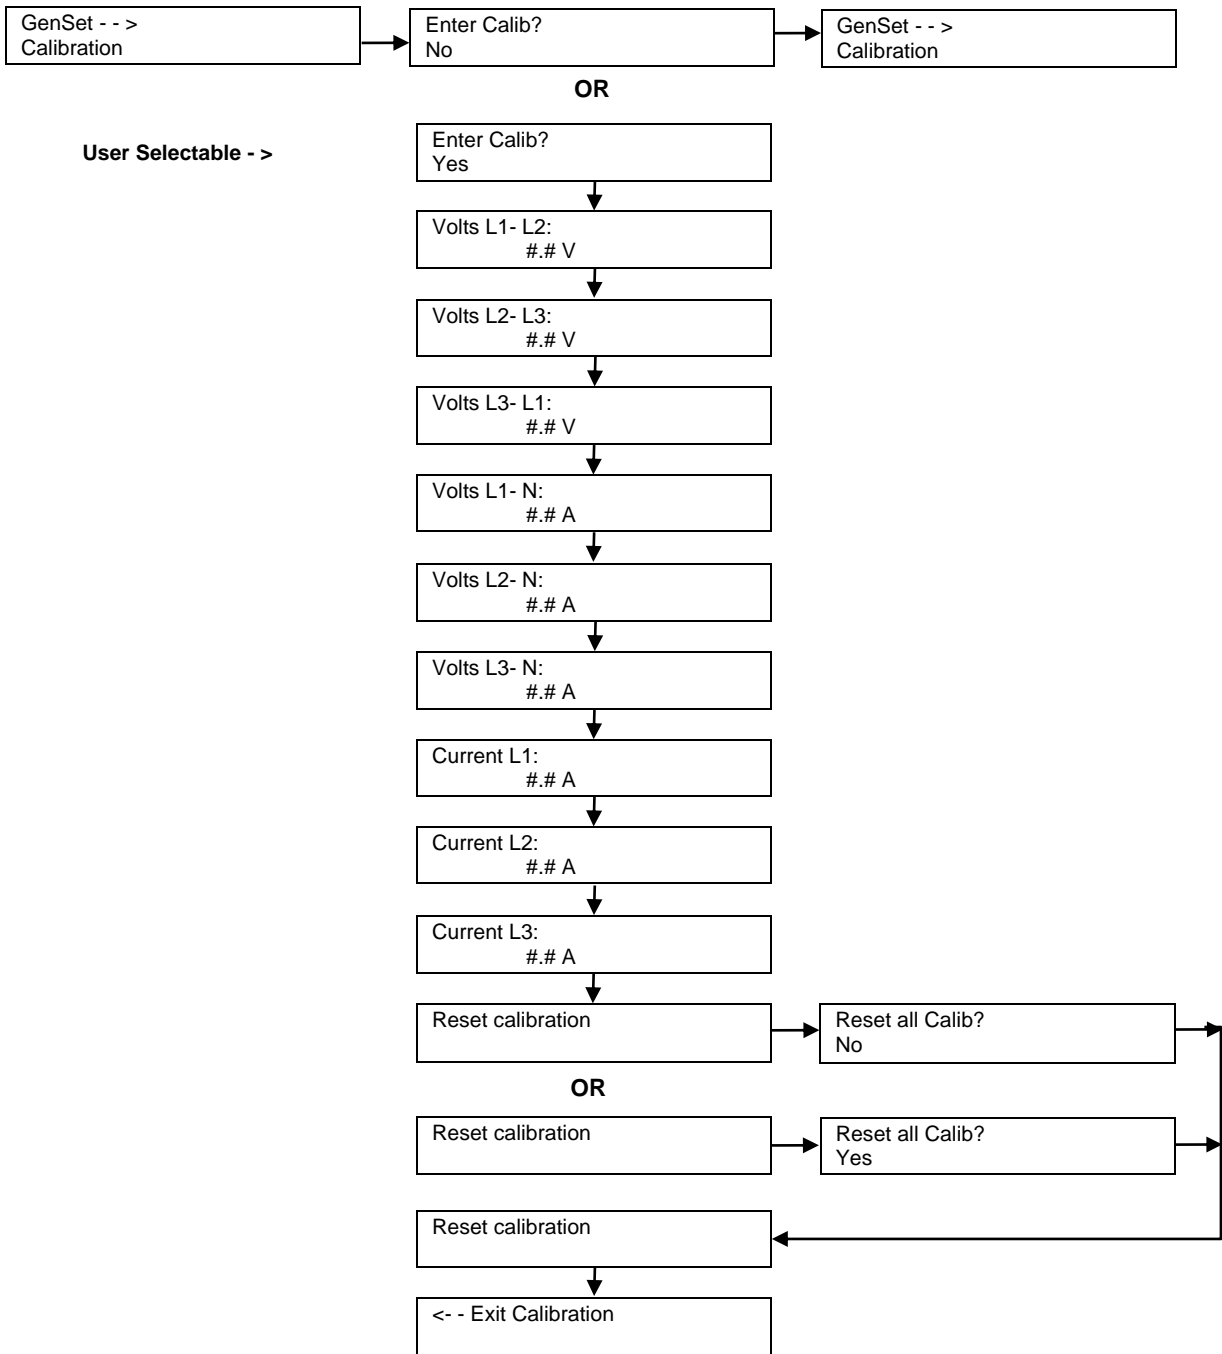 GenSet - - >
Calibration
Enter Calib?
No
GenSet - - >
Calibration
OR
User Selectable - >
Enter Calib?
Yes
Volts L1- L2:
#.# V
Volts L2- L3:
#.# V
Volts L3- L1:
#.# V
Volts L1- N:
#.# A
Volts L2- N:
#.# A
Volts L3- N:
#.# A
Current L1:
#.# A
Current L2:
#.# A
Current L3:
#.# A
Reset calibration
Reset all Calib?
No
OR
Reset calibration
Reset all Calib?
Yes
Reset calibration
<- - Exit Calibration